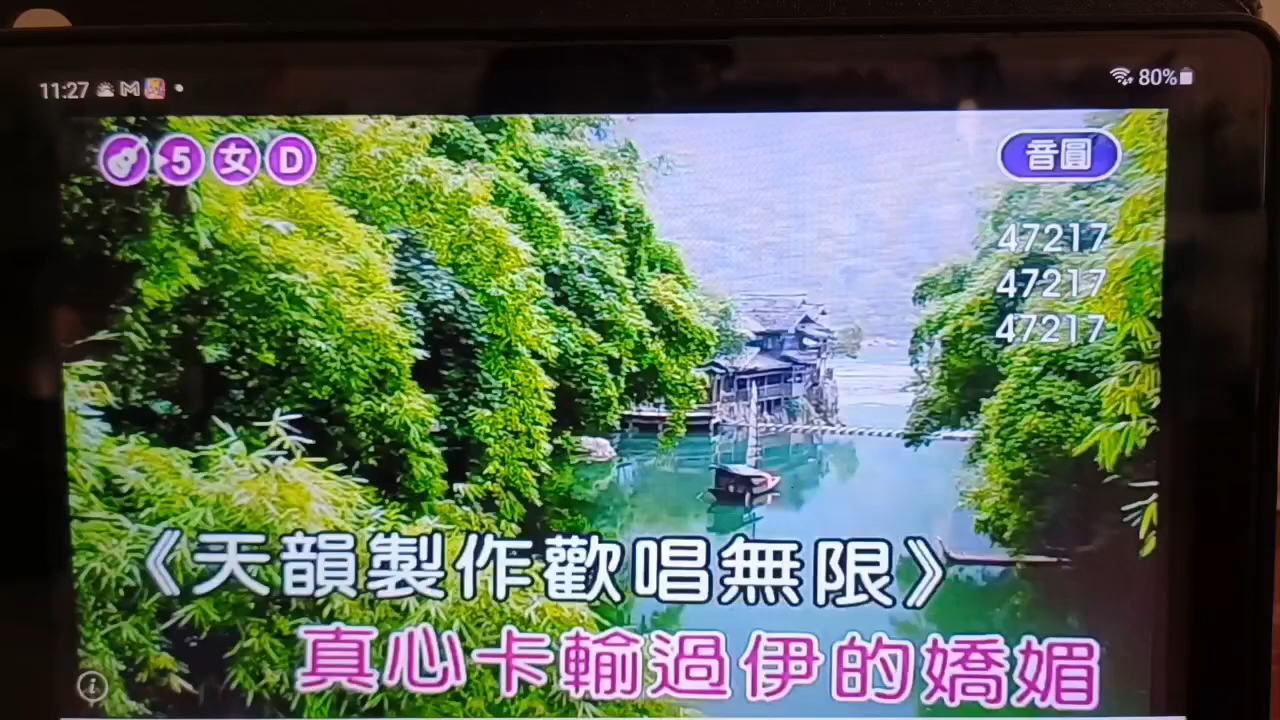 11:27 M
80%
5 女 D
音圓
47217
47217
47217
《天韻製作歡唱無限》
真心卡輸過伊的嬌媚
i